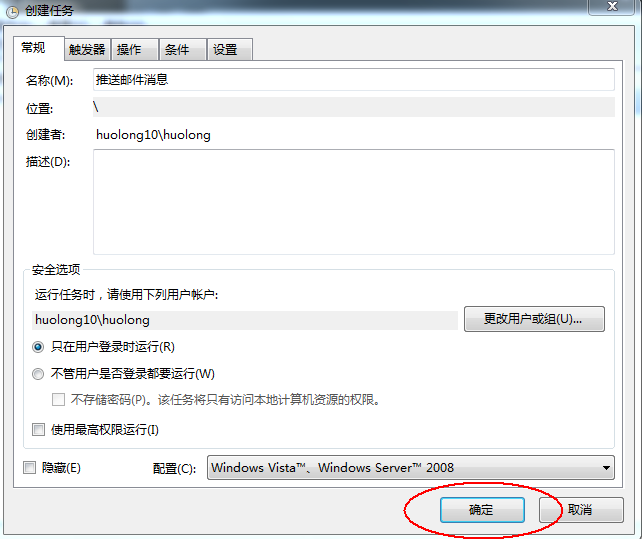 创建任务
常规 触发器 操作 条件 设置
名称(M): 推送邮件消息
位置: \
创建者: huolong10\huolong
描述(D):
安全选项
运行任务时，请使用下列用户帐户:
huolong10\huolong 更改用户或组(U)...
只在用户登录时运行(R)
不管用户是否登录都要运行(W)
不存储密码(P)。该任务将只有访问本地计算机资源的权限。
使用最高权限运行(I)
隐藏(E) 配置(C): Windows Vista™、Windows Server™ 2008
确定 取消